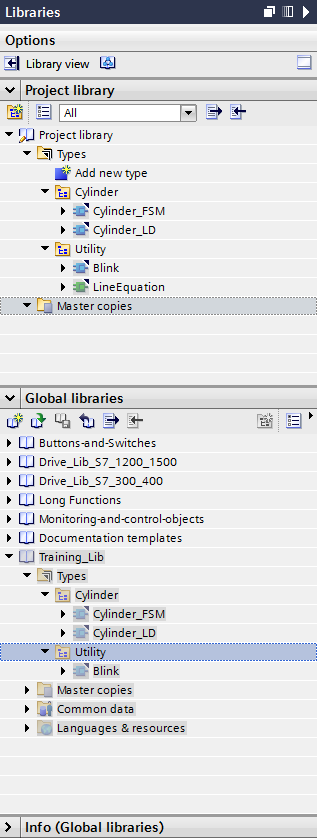 Libraries
Options
Library view
Project library
All
Project library
Types
Add new type
Cylinder
Cylinder_FSM
Cylinder_LD
Utility
Blink
LineEquation
Master copies
Global libraries
Buttons-and-Switches
Drive_Lib_S7_1200_1500
Drive_Lib_S7_300_400
Long Functions
Monitoring-and-control-objects
Documentation templates
Training_Lib
Types
Cylinder
Cylinder_FSM
Cylinder_LD
Utility
Blink
Master copies
Common data
Languages & resources
Info (Global libraries)